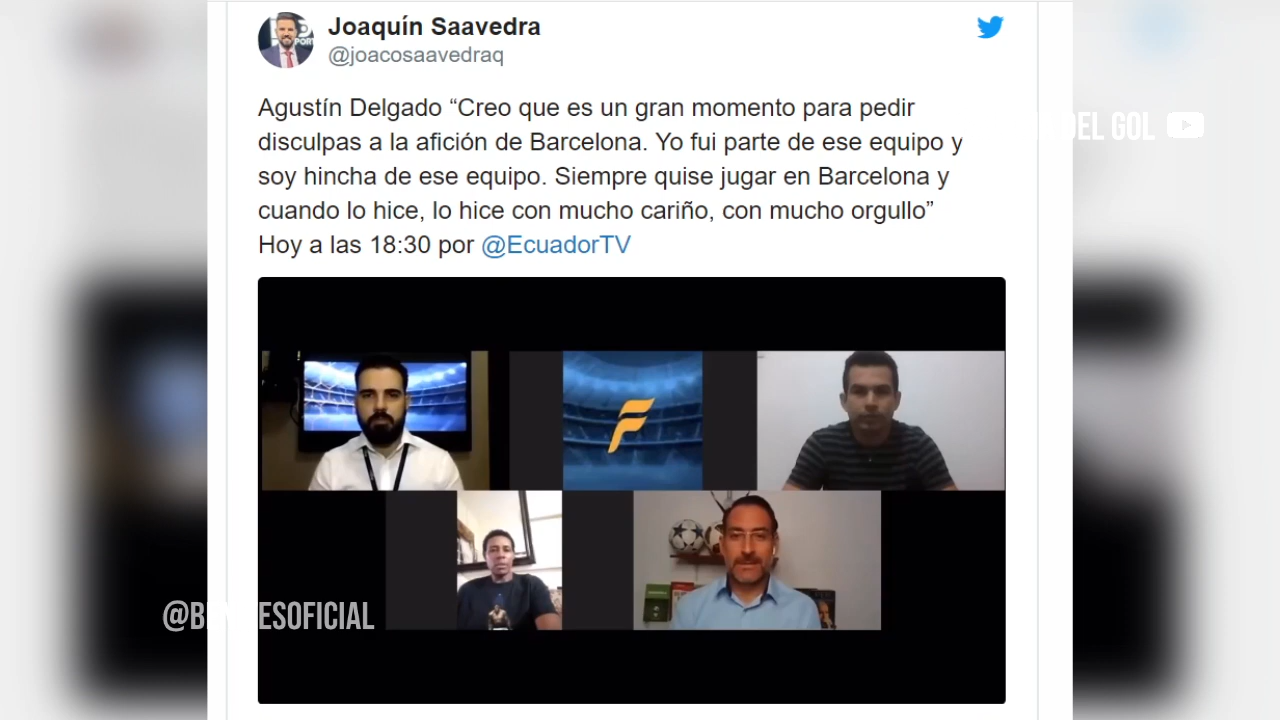 Joaquín Saavedra
@joacosaavedraq
Agustín Delgado “Creo que es un gran momento para pedir
disculpas a la afición de Barcelona. Yo fui parte de ese equipo y
soy hincha de ese equipo. Siempre quise jugar en Barcelona y
cuando lo hice, lo hice con mucho cariño, con mucho orgullo”
Hoy a las 18:30 por @EcuadorTV
DEL GOL